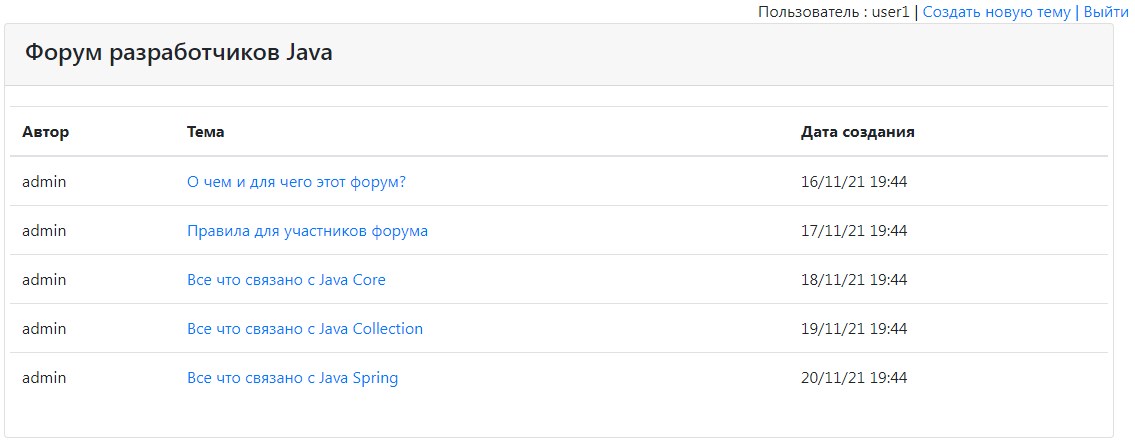 Пользователь : user1 | Создать новую тему | Выйти
Форум разработчиков Java
Автор Тема Дата создания
admin О чем и для чего этот форум? 16/11/21 19:44
admin Правила для участников форума 17/11/21 19:44
admin Все что связано с Java Core 18/11/21 19:44
admin Все что связано с Java Collection 19/11/21 19:44
admin Все что связано с Java Spring 20/11/21 19:44